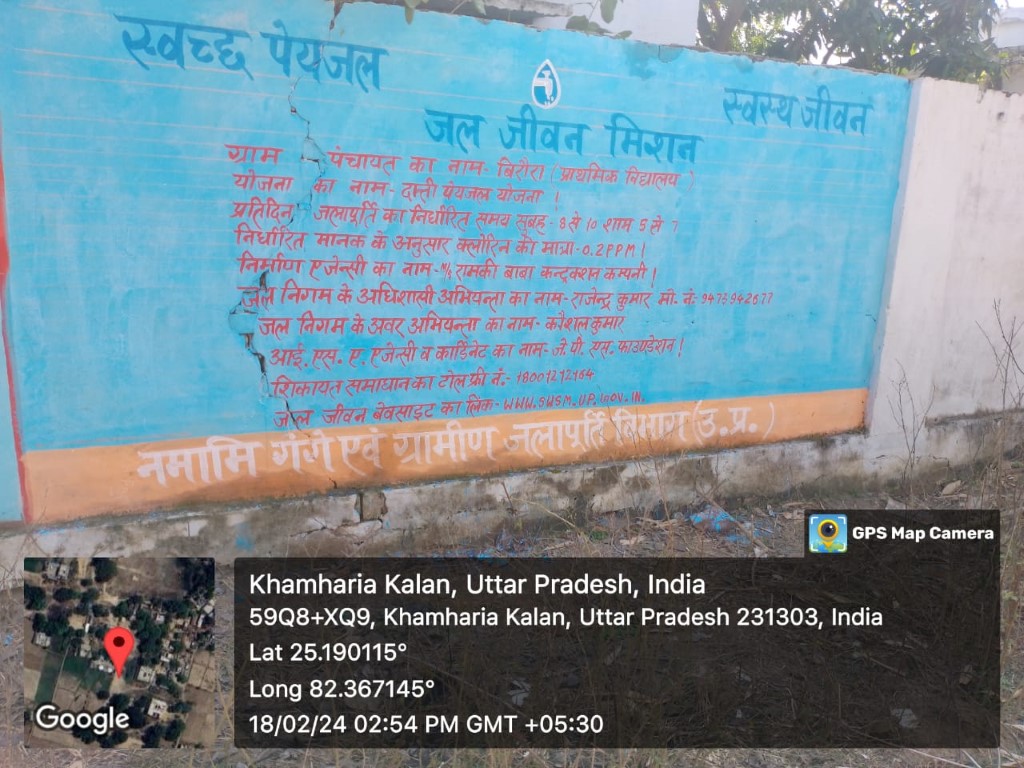 स्वच्छ पेयजल
स्वस्थ जीवन
जल जीवन मिशन
ग्राम पंचायत का नाम- बिरौरा (प्राथमिक विद्यालय)
योजना का नाम- दाती पेयजल योजना !
प्रतिदिन जलापूर्ति का निर्धारित समय सुबह- 8 से 10 शाम 5 से 7
निर्धारित मानक के अनुसार क्लोरिन की मात्रा- 0.2PPM!
निर्माण एजेन्सी का नाम- M/s रामकी बाबा कन्ट्रक्शन कम्पनी!
जल निगम के अधिशासी अभियन्ता का नाम- राजेन्द्र कुमार मो. नं: 9473942677
जल निगम के अवर अभियन्ता का नाम- कौशल कुमार
आई. एस. ए. एजेन्सी व कार्डिनेट का नाम- जे. पी. एस. फाउण्डेशन!
शिकायत समाधान का टोल फ्री नं.- 18001212164
जल जीवन बेवसाइट का लिंक- WWW.SWSM.UP.GOV.IN.
नमामि गंगे एवं ग्रामीण जलापूर्ति विभाग (उ.प्र.)
GPS Map Camera
Khamharia Kalan, Uttar Pradesh, India
59Q8+XQ9, Khamharia Kalan, Uttar Pradesh 231303, India
Lat 25.190115°
Long 82.367145°
18/02/24 02:54 PM GMT +05:30
Google